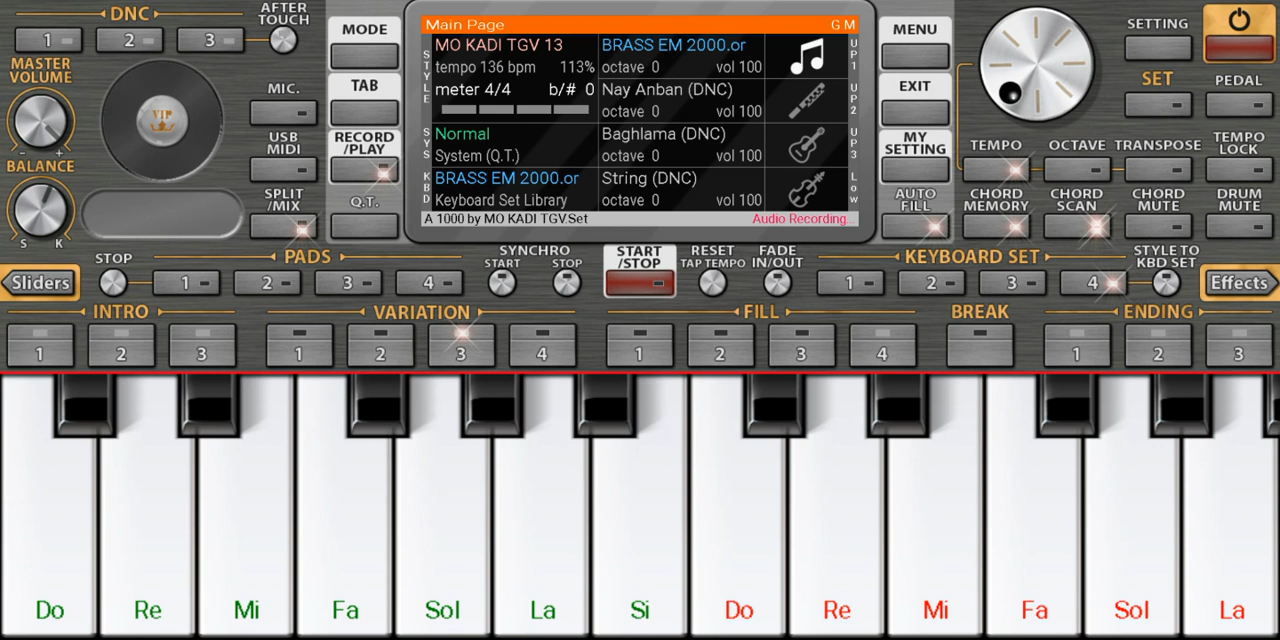 DNC
1
2
3
AFTER
TOUCH
MASTER
VOLUME
- +
BALANCE
S K
VIP
MIC.
USB
MIDI
SPLIT
/MIX
MODE
TAB
RECORD
/PLAY
Q.T.
Main Page
G M
STYLE
MO KADI TGV 13
tempo 136 bpm 113%
meter 4/4 b/# 0
SYS
Normal
System (Q.T.)
KBD
BRASS EM 2000.or
Keyboard Set Library
BRASS EM 2000.or
octave 0 vol 100
UP1
Nay Anban (DNC)
octave 0 vol 100
UP2
Baghlama (DNC)
octave 0 vol 100
UP3
String (DNC)
octave 0 vol 100
Low
A 1000 by MO KADI TGV.Set
Audio Recording...
MENU
EXIT
MY
SETTING
AUTO
FILL
SETTING
SET
PEDAL
TEMPO
OCTAVE
TRANSPOSE
TEMPO
LOCK
CHORD
MEMORY
CHORD
SCAN
CHORD
MUTE
DRUM
MUTE
Sliders
STOP
PADS
1
2
3
4
SYNCHRO
START
STOP
START
/STOP
RESET
TAP TEMPO
FADE
IN/OUT
KEYBOARD SET
1
2
3
4
STYLE TO
KBD SET
Effects
INTRO
1
2
3
VARIATION
1
2
3
4
FILL
1
2
3
4
BREAK
ENDING
1
2
3
Do Re Mi Fa Sol La Si Do Re Mi Fa Sol La